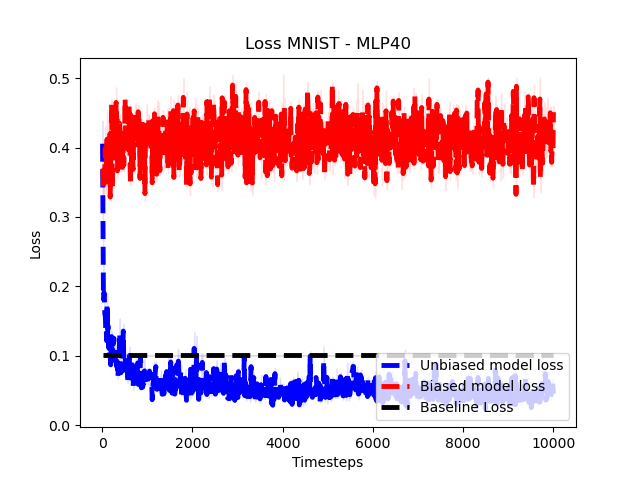 Loss MNIST - MLP40
0.5
0.4
0.3
0.2
0.1
0.0
Loss
0
2000
4000
6000
8000
10000
Timesteps
Unbiased model loss
Biased model loss
Baseline Loss